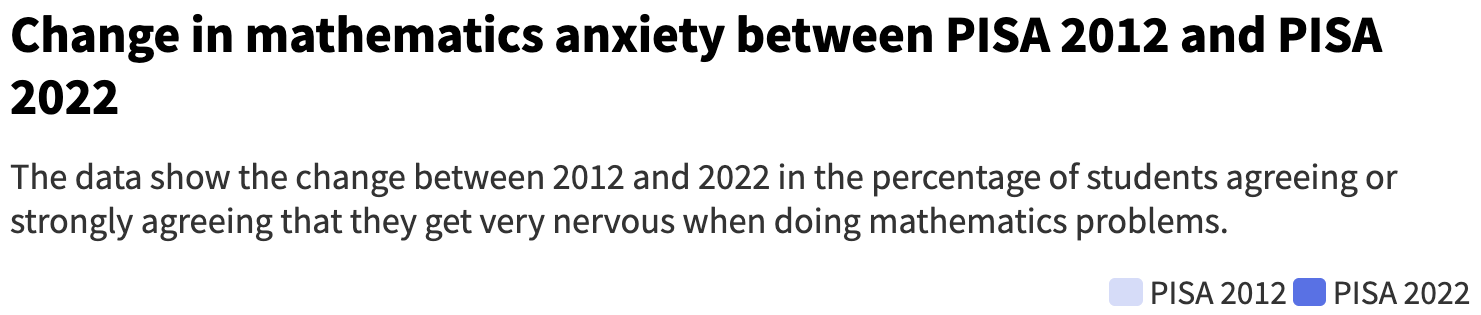 Change in mathematics anxiety between PISA 2012 and PISA
2022
The data show the change between 2012 and 2022 in the percentage of students agreeing or
strongly agreeing that they get very nervous when doing mathematics problems.
PISA 2012 PISA 2022